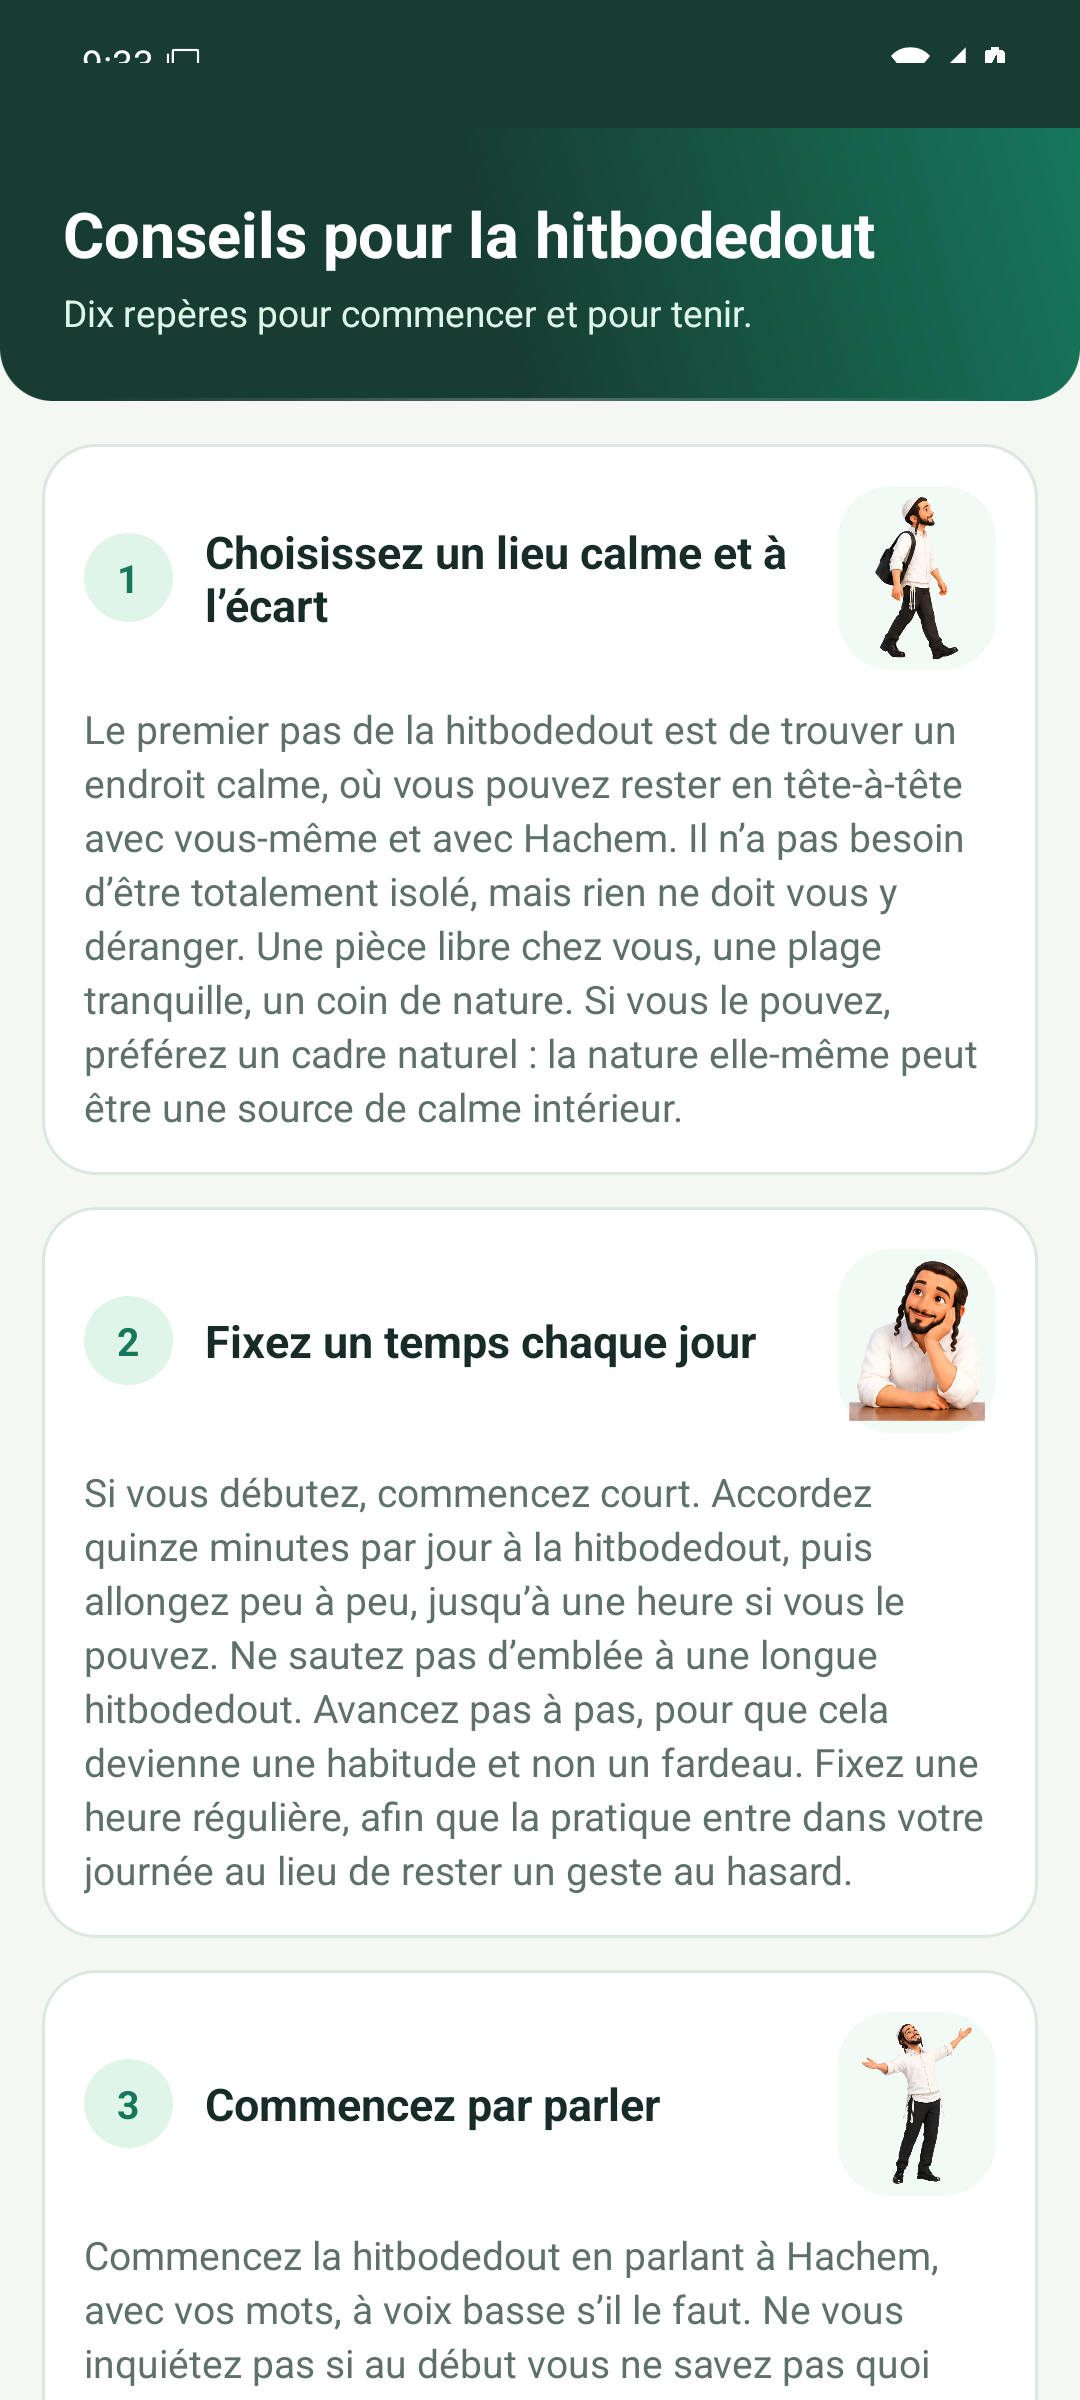 Conseils pour la hitbodedout
Dix repères pour commencer et pour tenir.
1
Choisissez un lieu calme et à
l’écart
Le premier pas de la hitbodedout est de trouver un
endroit calme, où vous pouvez rester en tête-à-tête
avec vous-même et avec Hachem. Il n’a pas besoin
d’être totalement isolé, mais rien ne doit vous y
déranger. Une pièce libre chez vous, une plage
tranquille, un coin de nature. Si vous le pouvez,
préférez un cadre naturel : la nature elle-même peut
être une source de calme intérieur.
2
Fixez un temps chaque jour
Si vous débutez, commencez court. Accordez
quinze minutes par jour à la hitbodedout, puis
allongez peu à peu, jusqu’à une heure si vous le
pouvez. Ne sautez pas d’emblée à une longue
hitbodedout. Avancez pas à pas, pour que cela
devienne une habitude et non un fardeau. Fixez une
heure régulière, afin que la pratique entre dans votre
journée au lieu de rester un geste au hasard.
3
Commencez par parler
Commencez la hitbodedout en parlant à Hachem,
avec vos mots, à voix basse s’il le faut. Ne vous
inquiétez pas si au début vous ne savez pas quoi